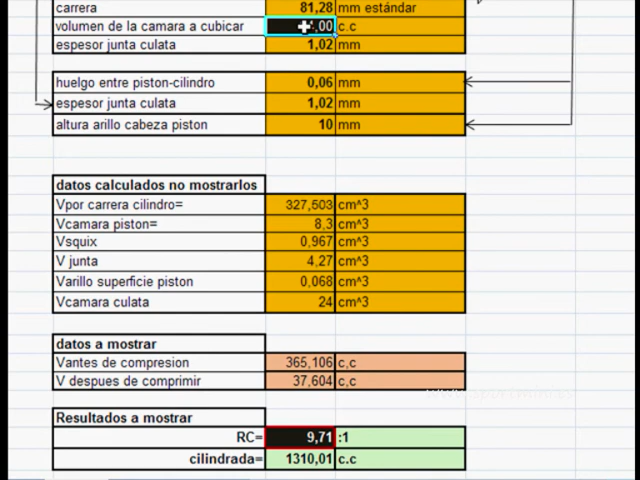 carrera 81,28 mm estándar
volumen de la camara a cubicar ,00 c.c
espesor junta culata 1,02 mm
huelgo entre piston-cilindro 0,06 mm
espesor junta culata 1,02 mm
altura arillo cabeza piston 10 mm
datos calculados no mostrarlos
Vpor carrera cilindro= 327,503 cm^3
Vcamara piston= 8,3 cm^3
Vsquix 0,967 cm^3
V junta 4,27 cm^3
Varillo superficie piston 0,068 cm^3
Vcamara culata 24 cm^3
datos a mostrar
Vantes de compresion 365,106 c,c
V despues de comprimir 37,604 c,c
Resultados a mostrar
RC= 9,71 :1
cilindrada= 1310,01 c.c